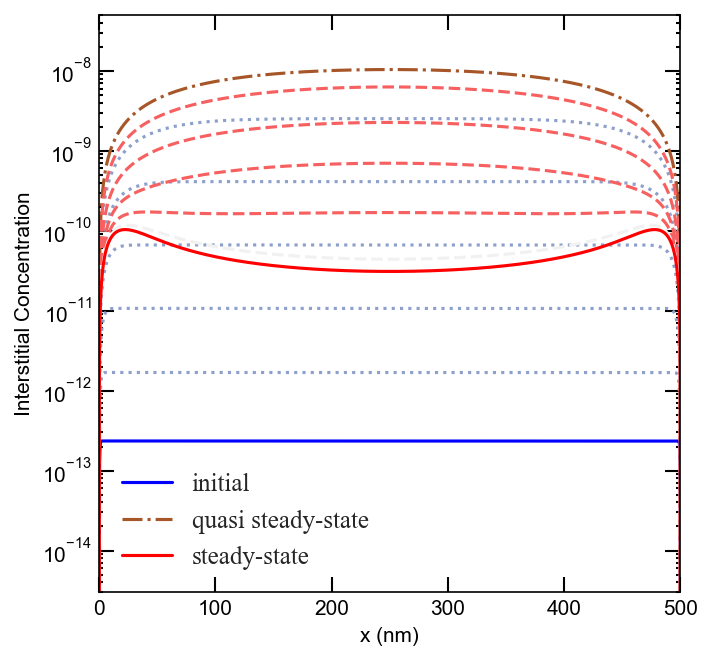 10⁻⁸
10⁻⁹
10⁻¹⁰
10⁻¹¹
10⁻¹²
10⁻¹³
10⁻¹⁴
Interstitial Concentration
initial
quasi steady-state
steady-state
0 100 200 300 400 500
x (nm)